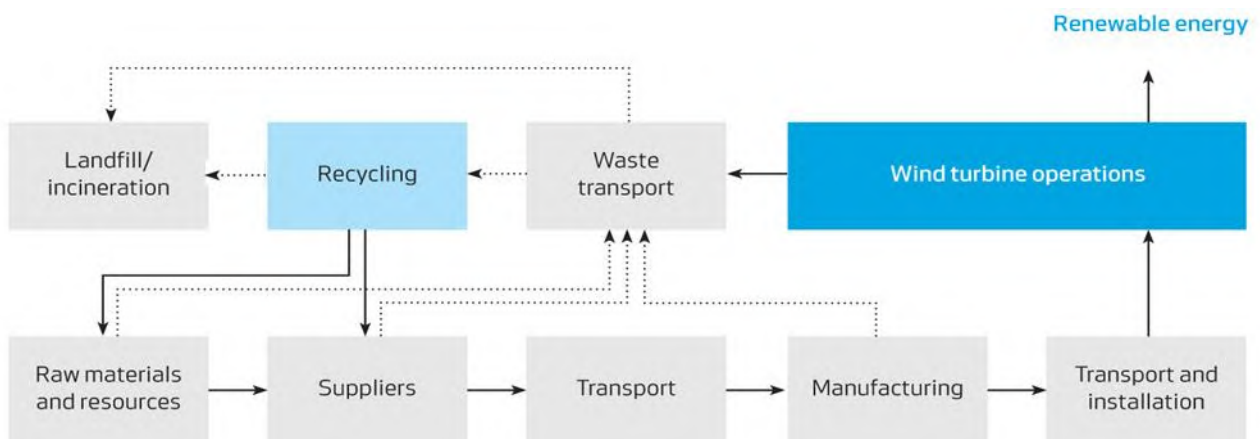 Renewable energy
Landfill/
incineration
Recycling
Waste
transport
Wind turbine operations
Raw materials
and resources
Suppliers
Transport
Manufacturing
Transport and
installation